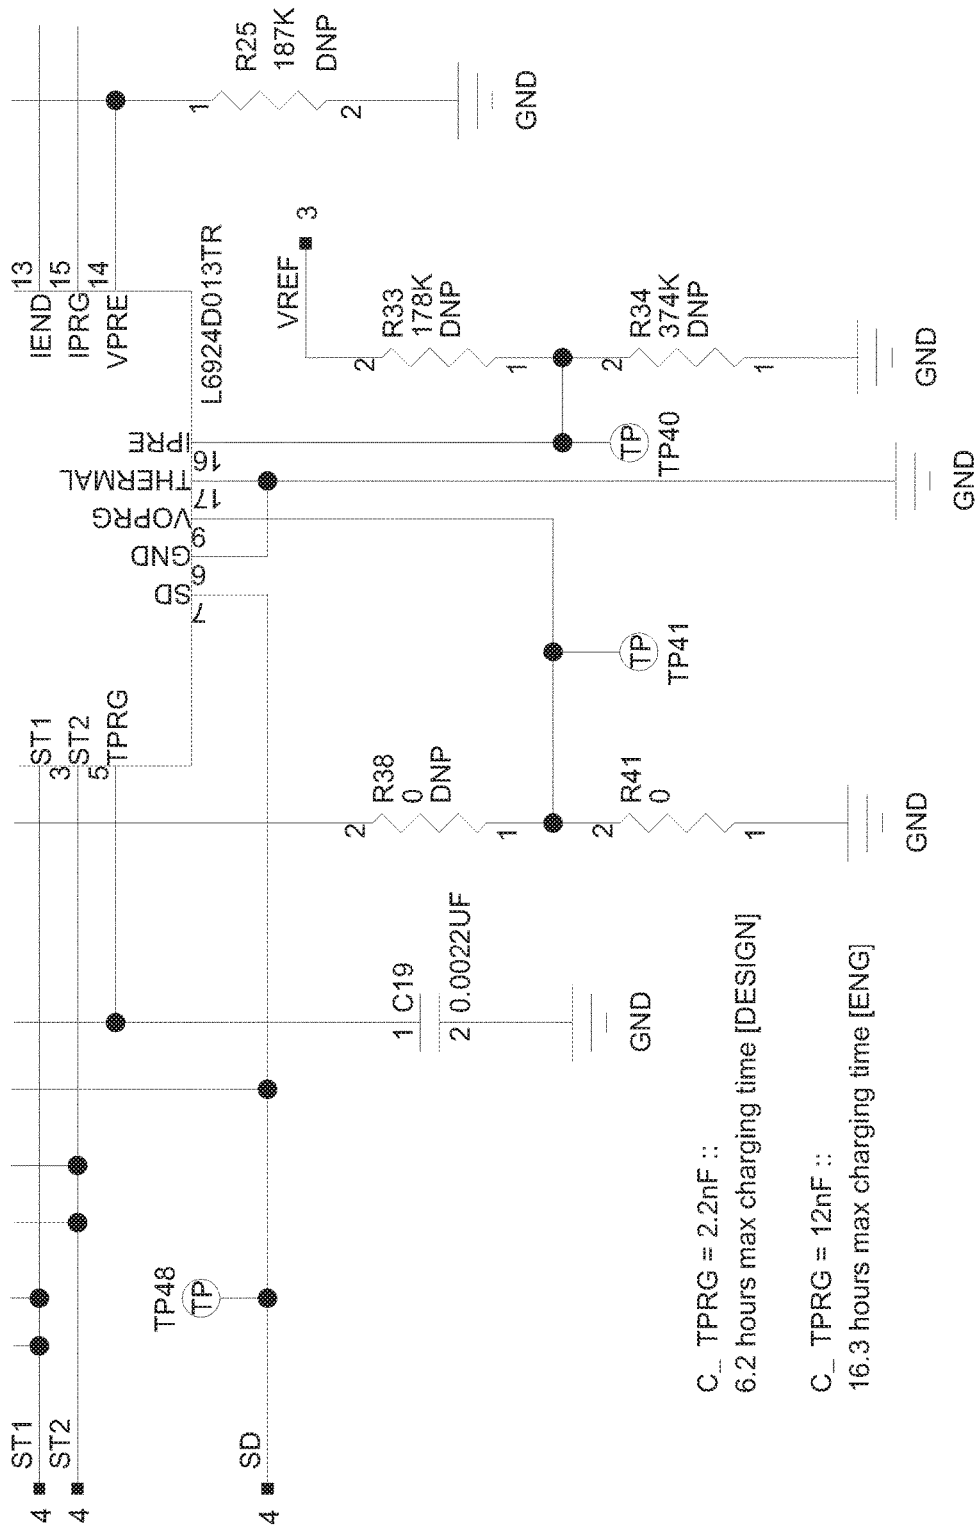 4
ST1
3
ST1
IEND
13
4
ST2
5
ST2
IPRG
15
TPRG
VPRE
14
TP48
TP
SD
7
GND
6
VOPRG
9
THERMAL
17
IPRE
16
L6924D013TR
1
R25
187K
DNP
2
GND
4
SD
VREF
3
1
C19
2
0.0022UF
GND
2
R38
0
DNP
1
2
R33
178K
DNP
1
TP
TP41
TP
TP40
2
R41
0
1
GND
2
R34
374K
DNP
1
GND
GND
C_ TPRG = 2.2nF ::
6.2 hours max charging time [DESIGN]
C_ TPRG = 12nF ::
16.3 hours max charging time [ENG]